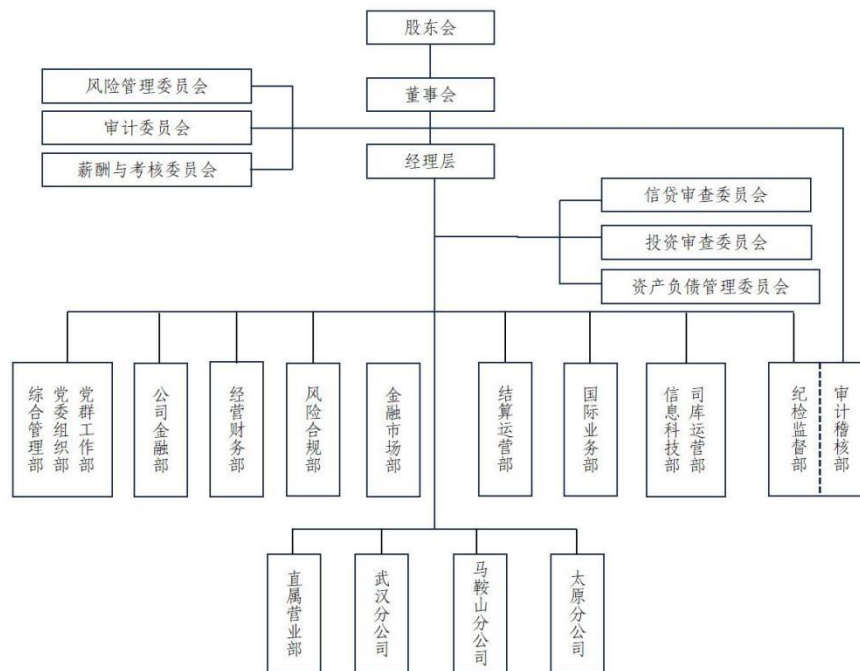 股东会
董事会
风险管理委员会
审计委员会
薪酬与考核委员会
经理层
信贷审查委员会
投资审查委员会
资产负债管理委员会
综合管理部
党委组织部
党群工作部
公司金融部
经营财务部
风险合规部
金融市场部
结算运营部
国际业务部
信息科技部
司库运营部
纪检监督部
审计稽核部
直属营业部
武汉分公司
马鞍山分公司
太原分公司